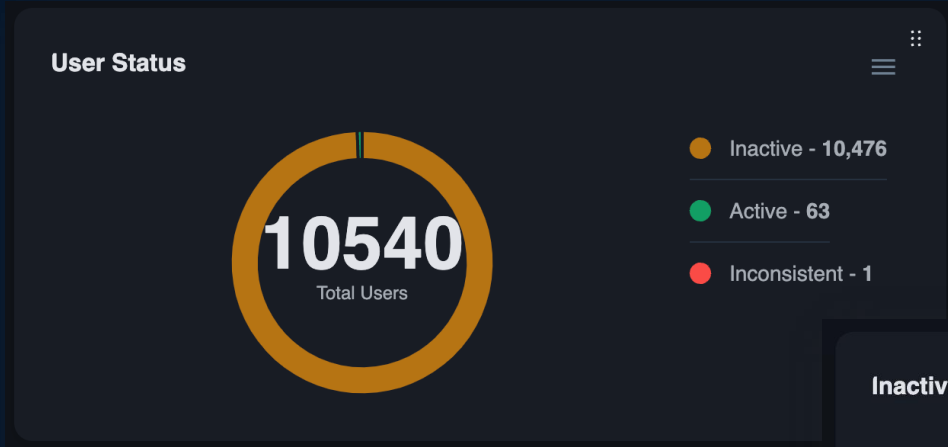 User Status
10540
Total Users
Inactive - 10,476
Active - 63
Inconsistent - 1
Inactiv